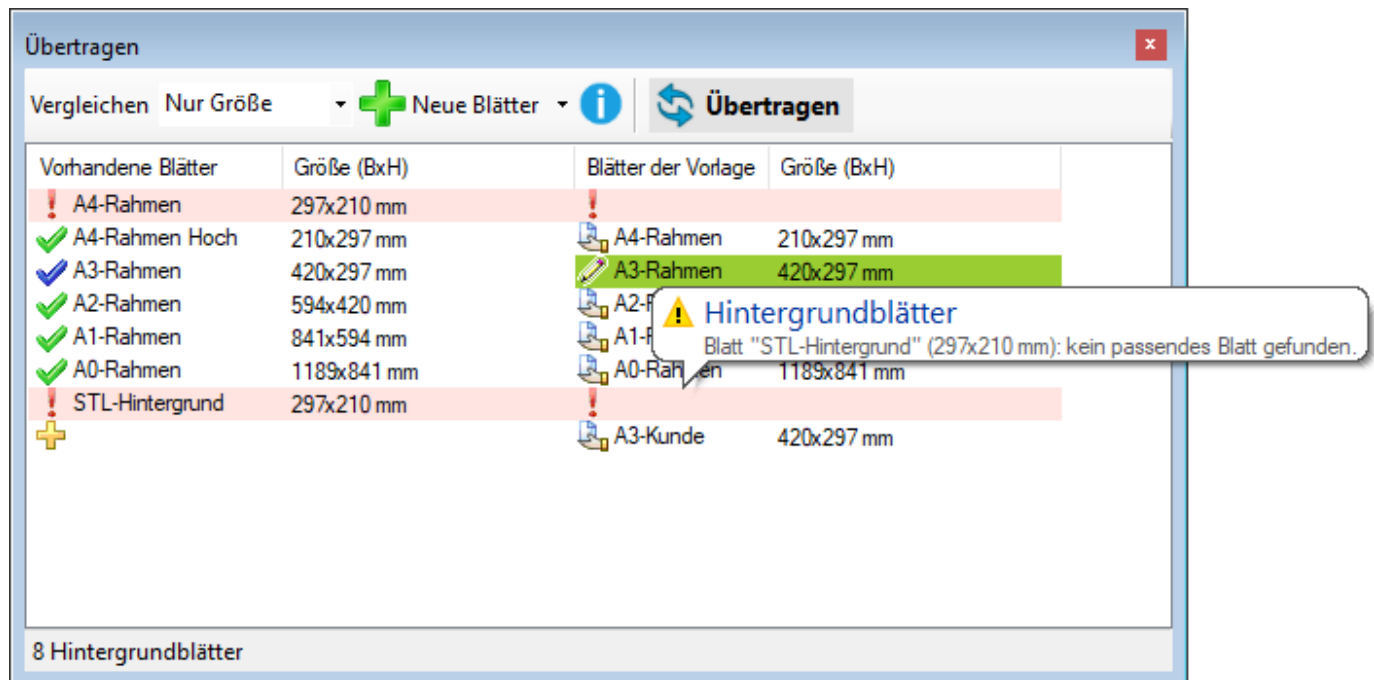 Übertragen
x
Vergleichen Nur Größe Neue Blätter i Übertragen
Vorhandene Blätter Größe (BxH) Blätter der Vorlage Größe (BxH)
A4-Rahmen 297x210 mm
A4-Rahmen Hoch 210x297 mm A4-Rahmen 210x297 mm
A3-Rahmen 420x297 mm A3-Rahmen 420x297 mm
A2-Rahmen 594x420 mm
Hintergrundblätter
A1-Rahmen 841x594 mm
Blatt "STL-Hintergrund" (297x210 mm): kein passendes Blatt gefunden.
A0-Rahmen 1189x841 mm A0-Rahmen 1189x841 mm
STL-Hintergrund 297x210 mm
A3-Kunde 420x297 mm
8 Hintergrundblätter